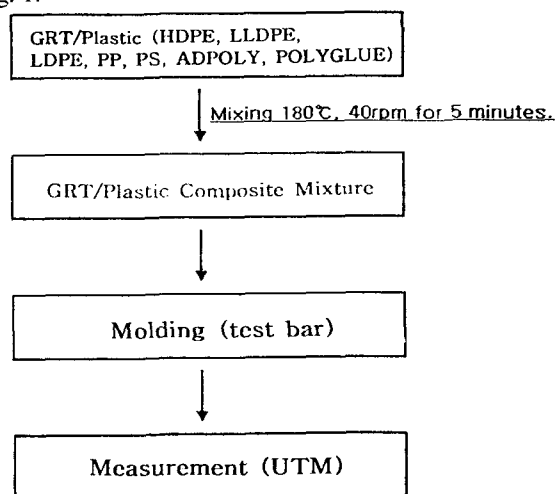 GRT/Plastic (HDPE, LLDPE,
LDPE, PP, PS, ADPOLY, POLYGLUE)
Mixing 180℃, 40rpm for 5 minutes.
GRT/Plastic Composite Mixture
Molding (test bar)
Measurement (UTM)